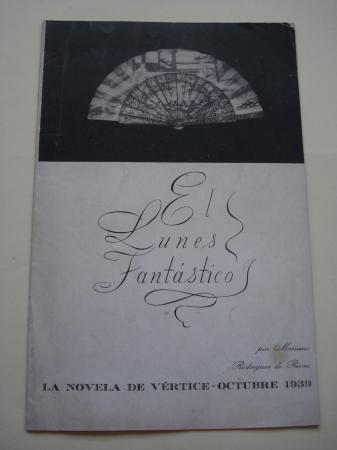 El
Lunes
Fantástico
por Mariano
Rodríguez de Rivas
LA NOVELA DE VÉRTICE - OCTUBRE 1939